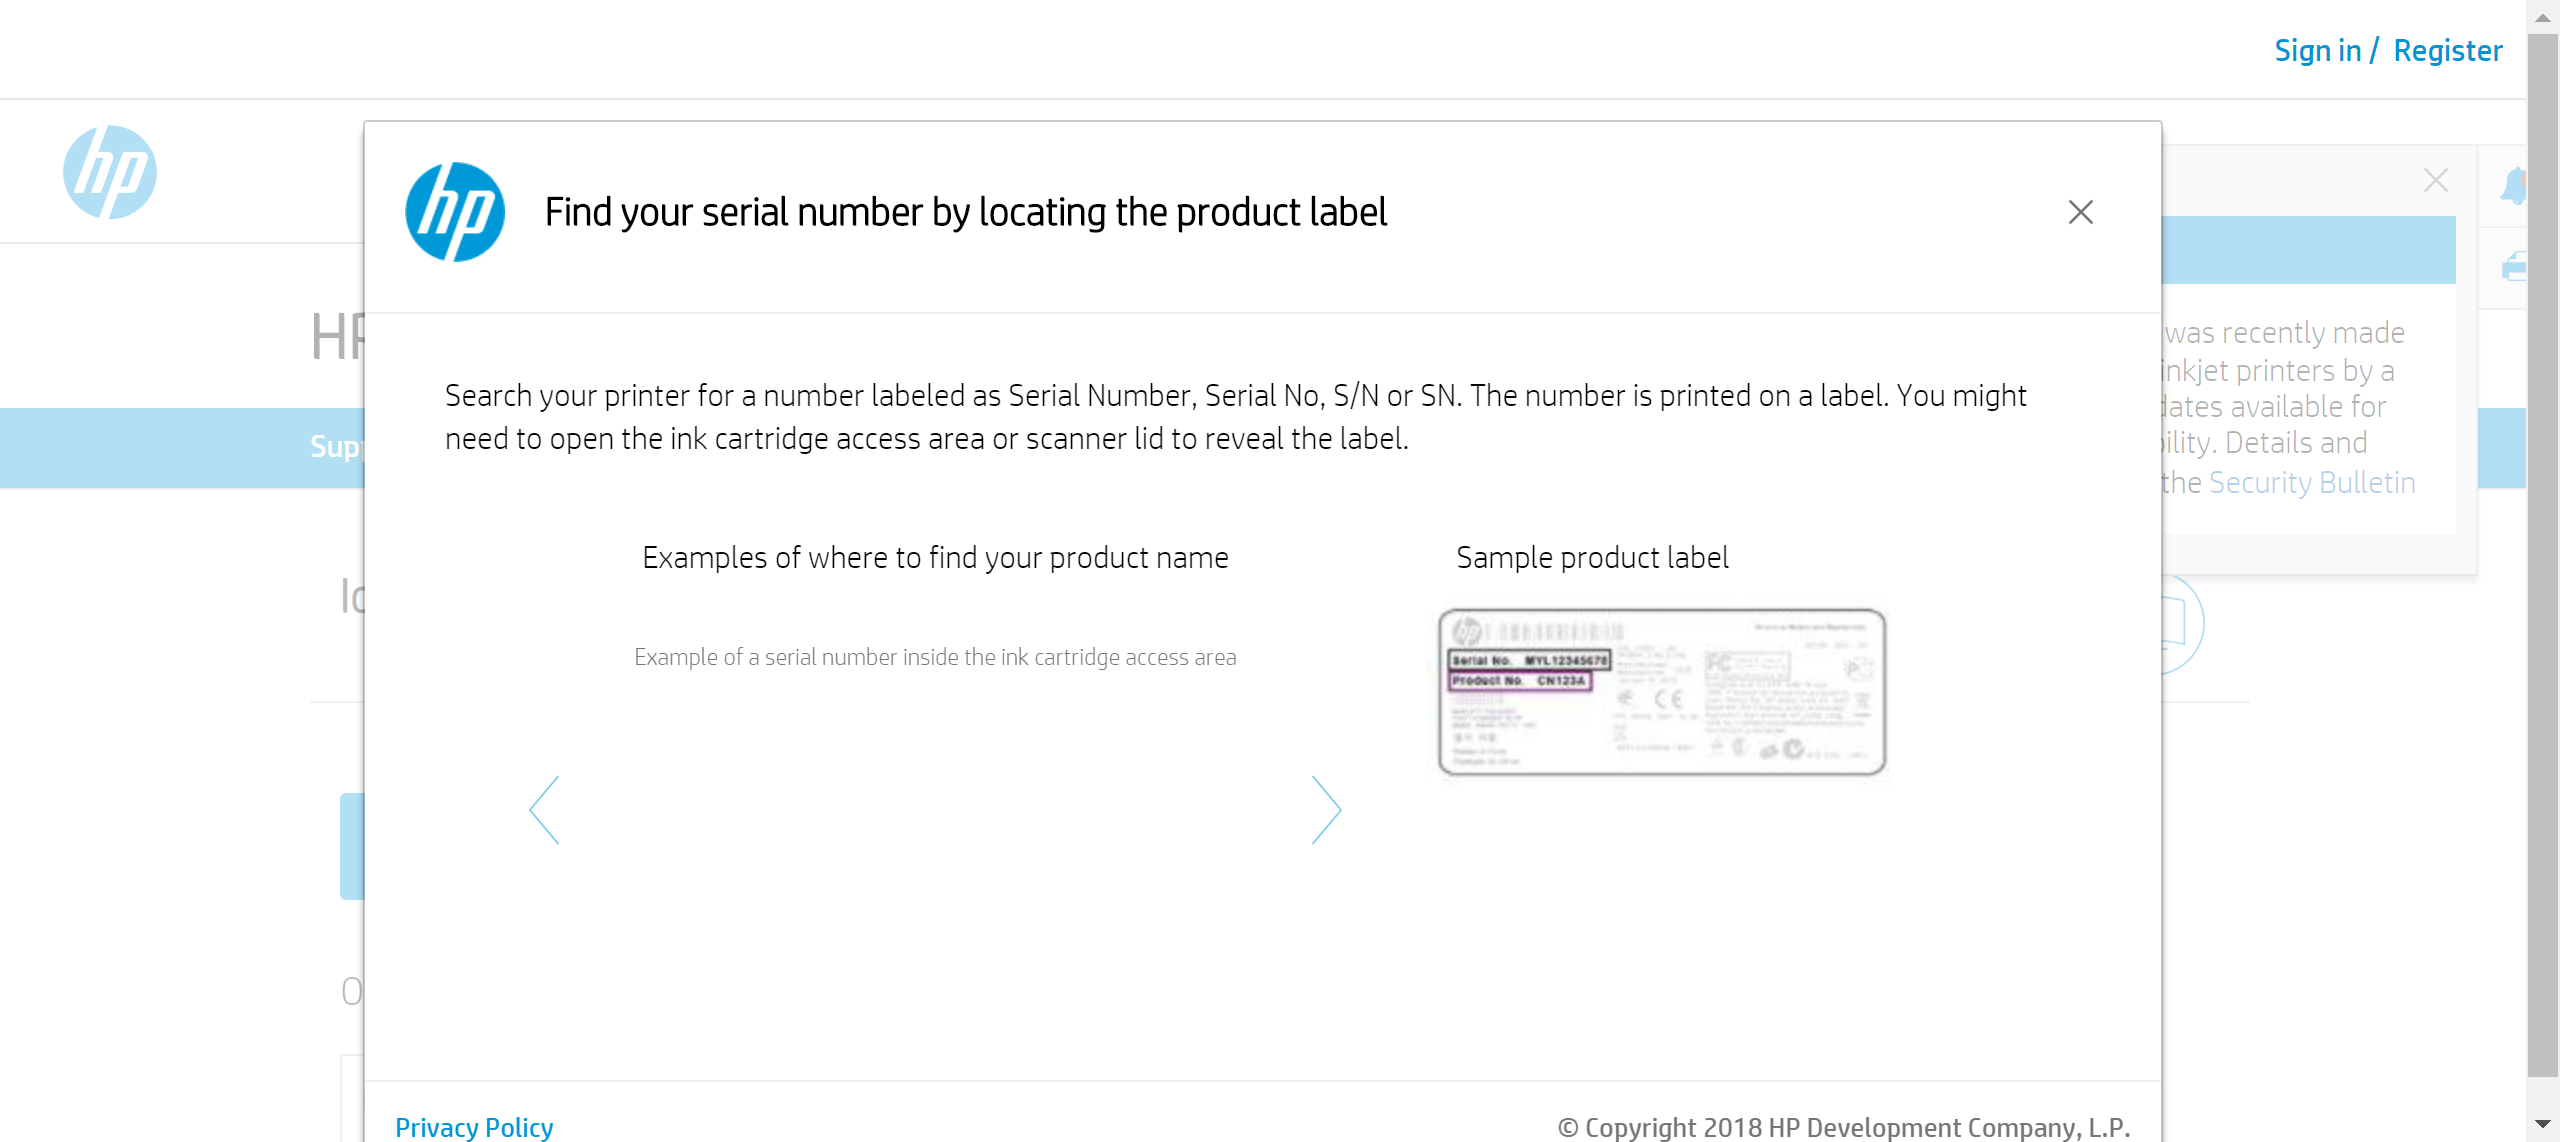 Sign in / Register
hp
hp
Find your serial number by locating the product label
Search your printer for a number labeled as Serial Number, Serial No, S/N or SN. The number is printed on a label. You might
need to open the ink cartridge access area or scanner lid to reveal the label.
was recently made
inkjet printers by a
available for
Details and
the Security Bulletin
Examples of where to find your product name
Example of a serial number inside the ink cartridge access area
Sample product label
hp
Serial No. MYL12345678
Product No. CN123A
FC
CE
Privacy Policy
© Copyright 2018 HP Development Company, L.P.